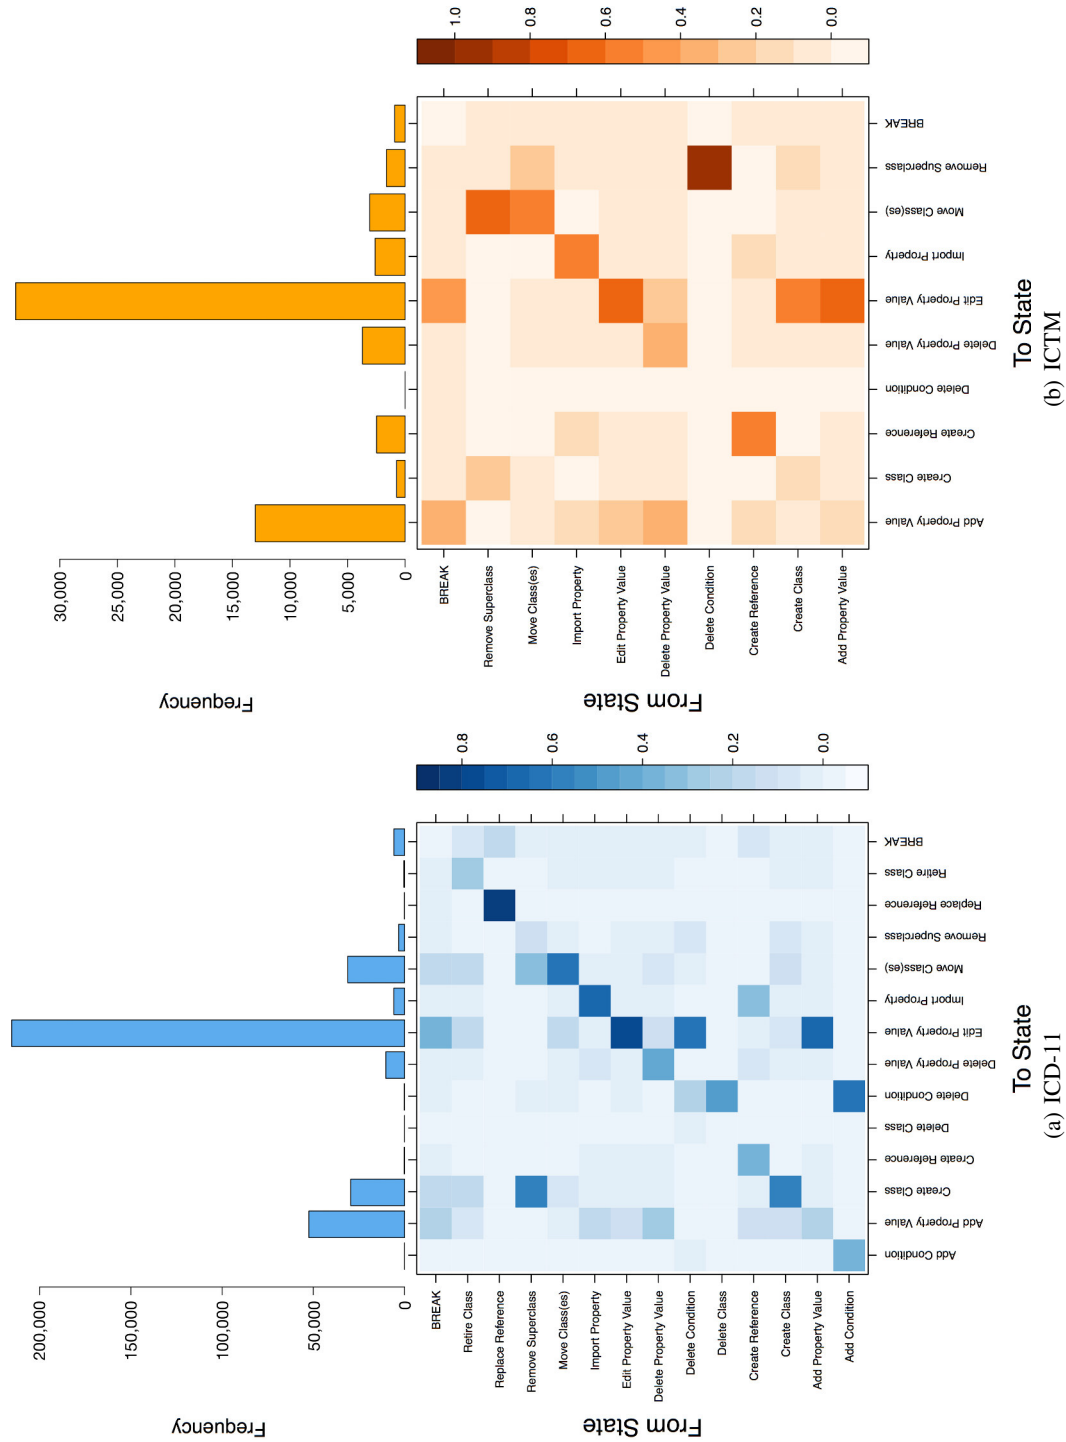 Frequency
30,000
25,000
20,000
15,000
10,000
5,000
0
1.0
0.8
0.6
0.4
0.2
0.0
From State
BREAK
Remove Superclass
Move Class(es)
Import Property
Edit Property Value
Delete Property Value
Delete Condition
Create Reference
Create Class
Add Property Value
BREAK
Remove Superclass
Move Class(es)
Import Property
Edit Property Value
Delete Property Value
Delete Condition
Create Reference
Create Class
Add Property Value
To State
(b) ICTM
Frequency
200,000
150,000
100,000
50,000
0
0.8
0.6
0.4
0.2
0.0
From State
BREAK
Retire Class
Replace Reference
Remove Superclass
Move Class(es)
Import Property
Edit Property Value
Delete Property Value
Delete Condition
Delete Class
Create Reference
Create Class
Add Property Value
Add Condition
BREAK
Retire Class
Replace Reference
Remove Superclass
Move Class(es)
Import Property
Edit Property Value
Delete Property Value
Delete Condition
Delete Class
Create Reference
Create Class
Add Property Value
Add Condition
To State
(a) ICD-11